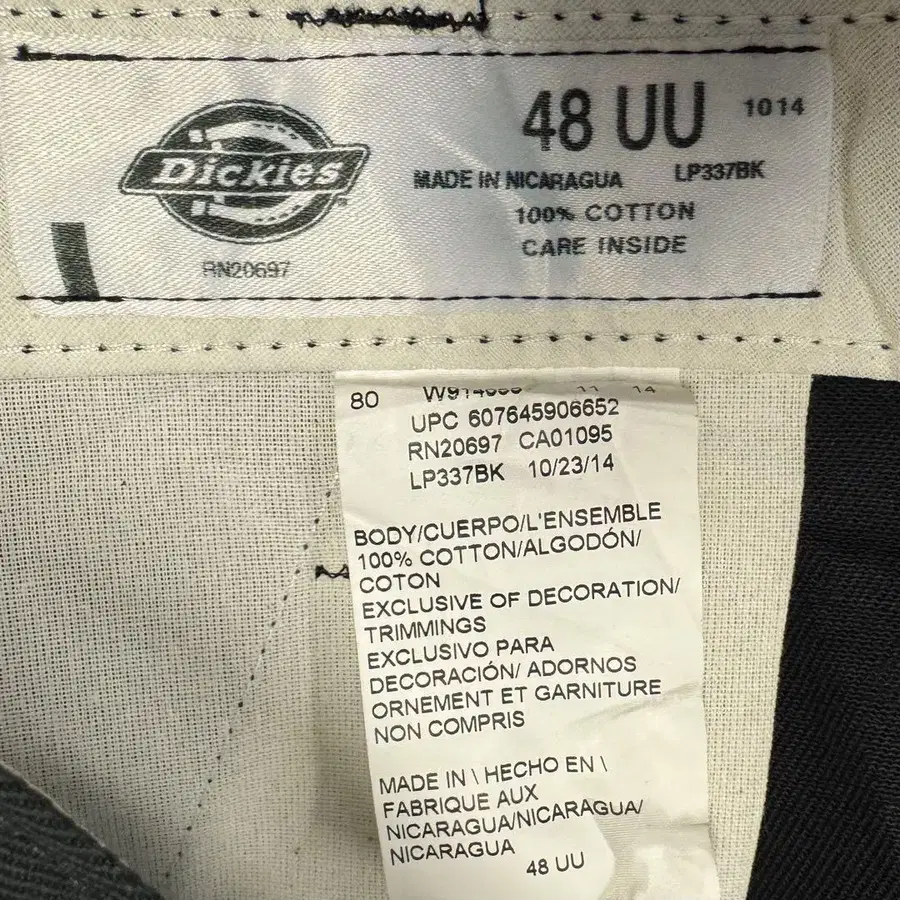 48 UU 1014
Dickies
MADE IN NICARAGUA LP337BK
100% COTTON
CARE INSIDE
RN20697
80
UPC 607645906652
RN20697 CA01095
LP337BK 10/23/14
BODY/CUERPO/L'ENSEMBLE
100% COTTON/ALGODÓN/
COTON
EXCLUSIVE OF DECORATION/
TRIMMINGS
EXCLUSIVO PARA
DECORACIÓN/ ADORNOS
ORNEMENT ET GARNITURE
NON COMPRIS
MADE IN \ HECHO EN \
FABRIQUE AUX
NICARAGUA/NICARAGUA/
NICARAGUA
48 UU